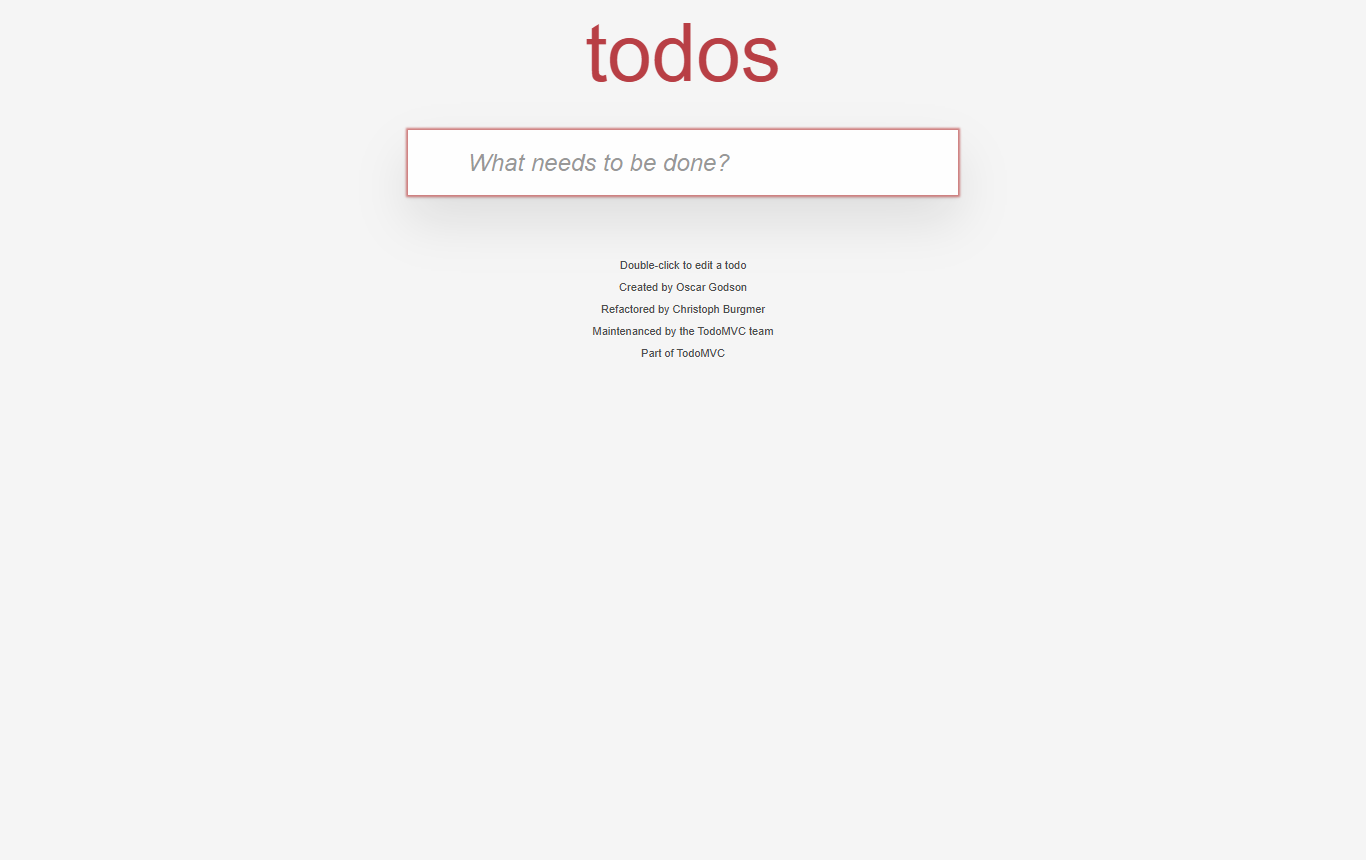 todos
What needs to be done?
Double-click to edit a todo
Created by Oscar Godson
Refactored by Christoph Burgmer
Maintenanced by the TodoMVC team
Part of TodoMVC